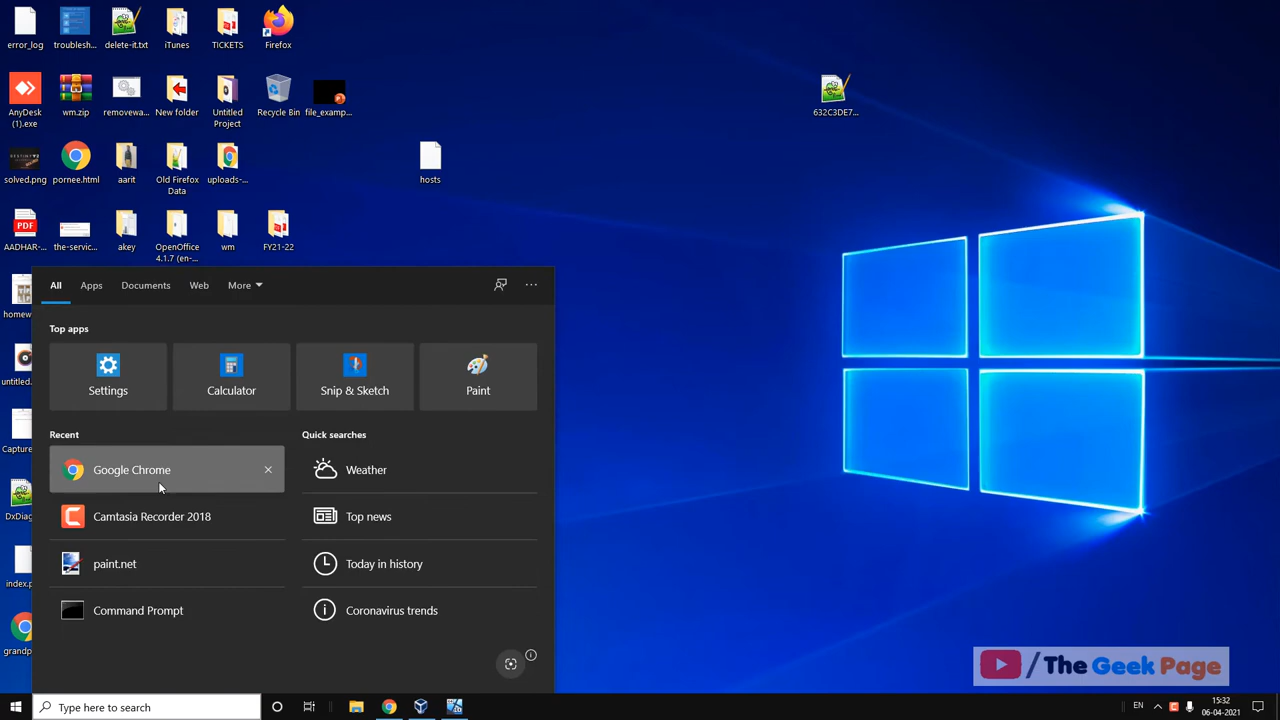 error_log
troublesh...
delete-it.txt
iTunes
TICKETS
Firefox
AnyDesk
(1).exe
wm.zip
removewa...
New folder
Untitled
Project
Recycle Bin
file_examp...
632C3DE7...
solved.png
pornee.html
aarit
Old Firefox
Data
uploads-...
hosts
AADHAR-...
the-servic...
akey
OpenOffice
4.1.7 (en-...
wm
FY21-22
PDF
homew
untitled.
Capture
DxDiag
index.p
grandp
All
Apps
Documents
Web
More
Top apps
Settings
Calculator
Snip & Sketch
Paint
Recent
Quick searches
Google Chrome
Weather
Camtasia Recorder 2018
Top news
paint.net
Today in history
Command Prompt
Coronavirus trends
/The Geek Page
Type here to search
EN
15:32
06-04-2021